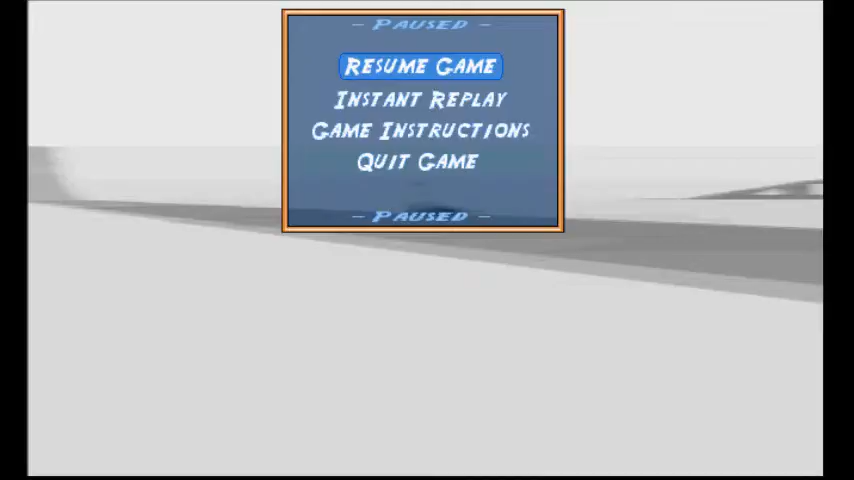 - PAUSED -
RESUME GAME
INSTANT REPLAY
GAME INSTRUCTIONS
QUIT GAME
- PAUSED -